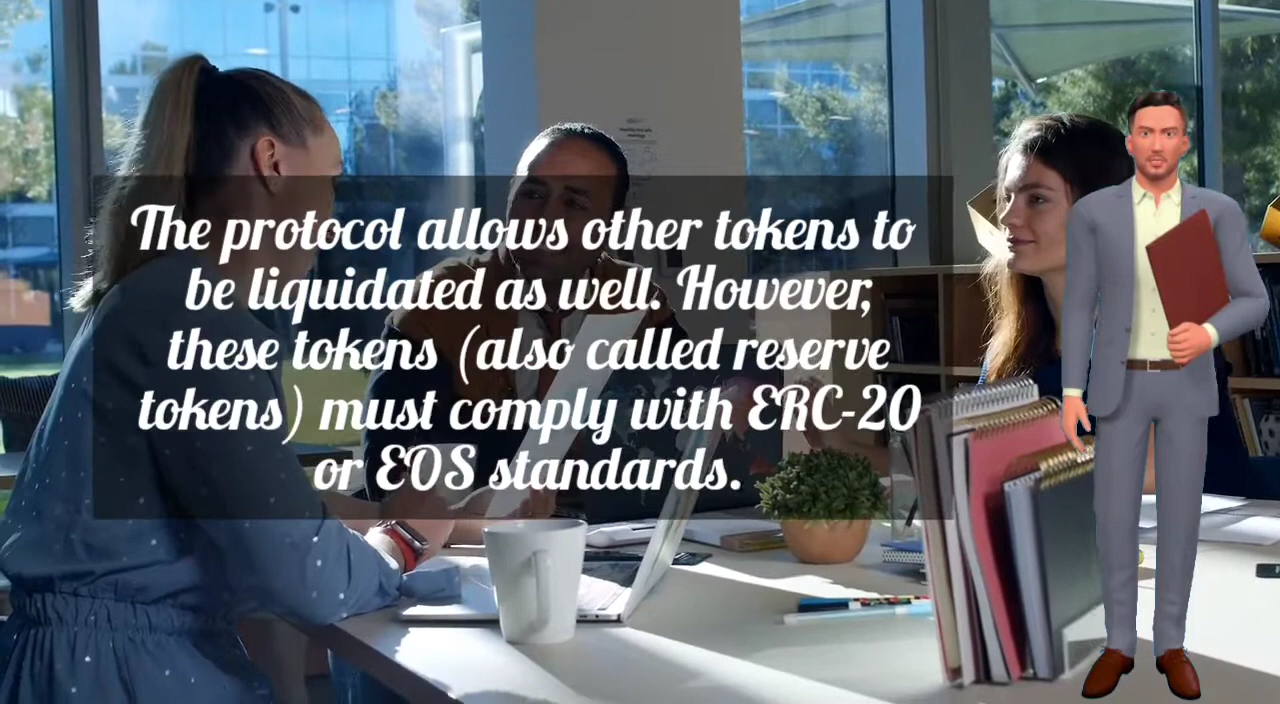 The protocol allows other tokens to
be liquidated as well. However,
these tokens (also called reserve
tokens) must comply with ERC-20
or EOS standards.